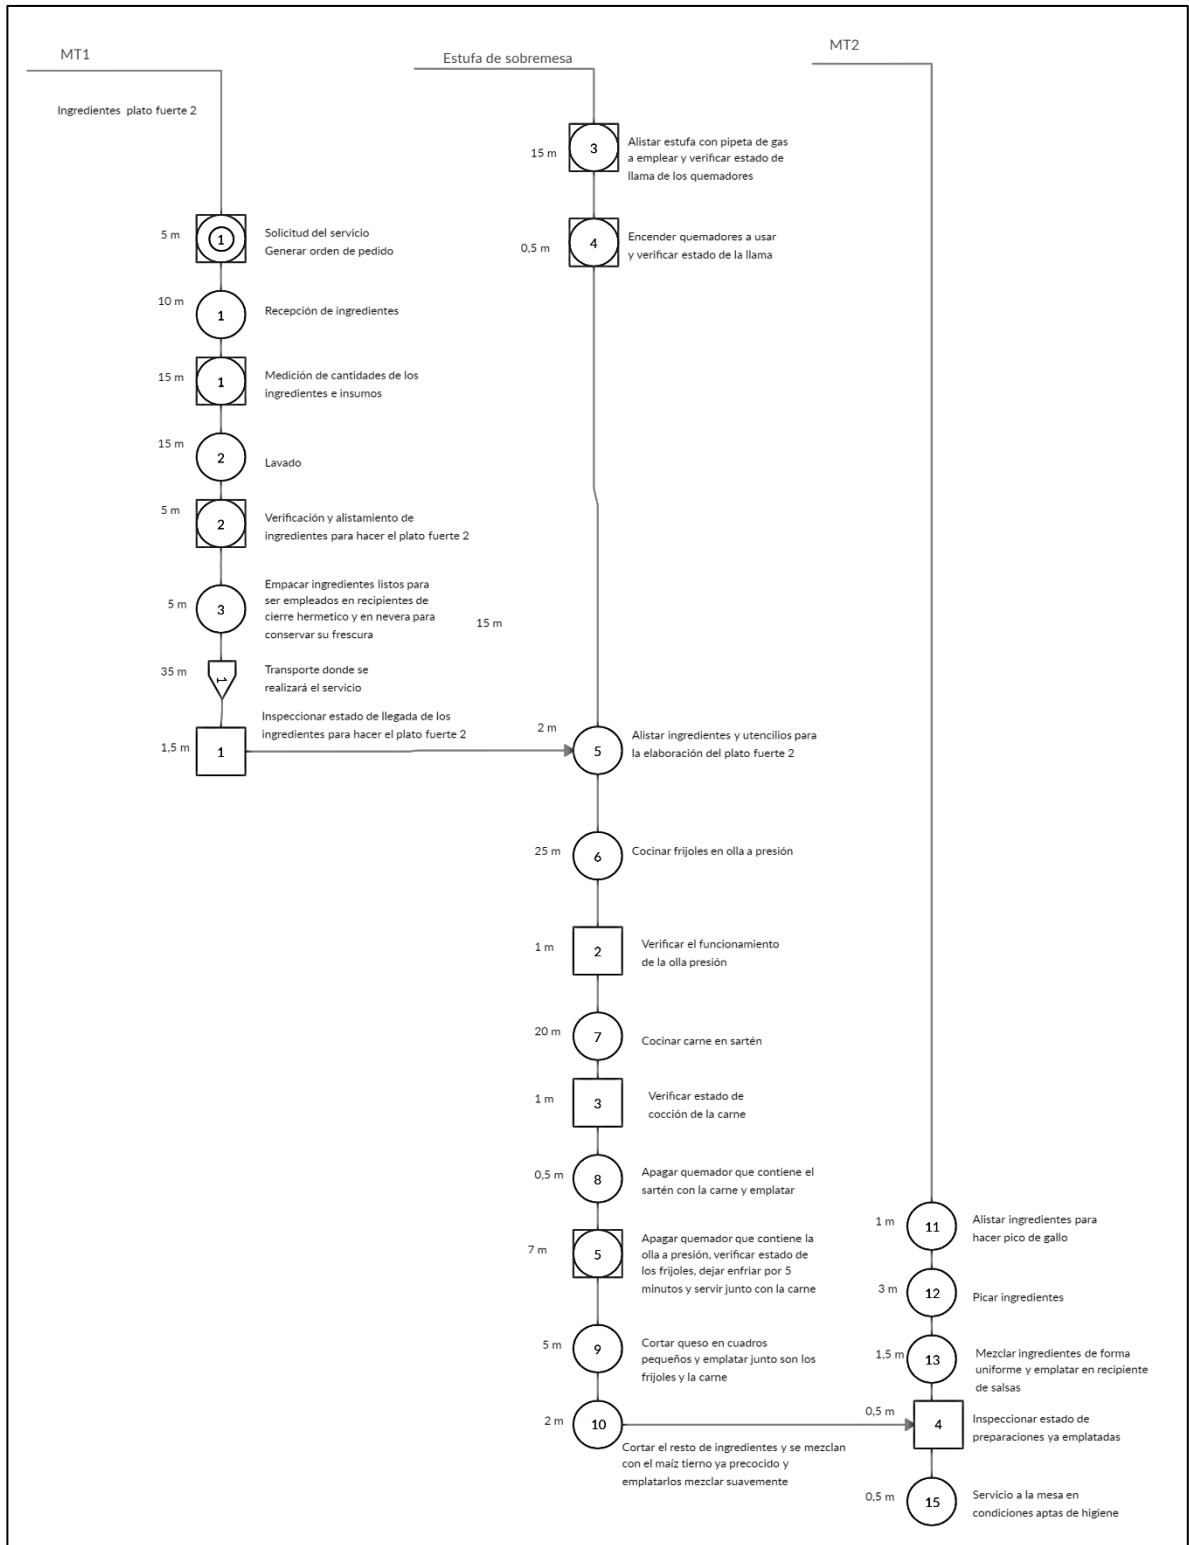 MT1
Ingredientes plato fuerte 2
5 m
1
Solicitud del servicio
Generar orden de pedido
10 m
1
Recepción de ingredientes
15 m
1
Medición de cantidades de los
ingredientes e insumos
15 m
2
Lavado
5 m
2
Verificación y alistamiento de
ingredientes para hacer el plato fuerte 2
5 m
3
Empacar ingredientes listos para
ser empleados en recipientes de
cierre hermetico y en nevera para
conservar su frescura
35 m
1
Transporte donde se
realizará el servicio
1,5 m
1
Inspeccionar estado de llegada de los
ingredientes para hacer el plato fuerte 2
Estufa de sobremesa
15 m
3
Alistar estufa con pipeta de gas
a emplear y verificar estado de
llama de los quemadores
0,5 m
4
Encender quemadores a usar
y verificar estado de la llama
15 m
2 m
5
Alistar ingredientes y utencilios para
la elaboración del plato fuerte 2
25 m
6
Cocinar frijoles en olla a presión
1 m
2
Verificar el funcionamiento
de la olla presión
20 m
7
Cocinar carne en sartén
1 m
3
Verificar estado de
cocción de la carne
0,5 m
8
Apagar quemador que contiene el
sartén con la carne y emplatar
7 m
5
Apagar quemador que contiene la
olla a presión, verificar estado de
los frijoles, dejar enfriar por 5
minutos y servir junto con la carne
5 m
9
Cortar queso en cuadros
pequeños y emplatar junto son los
frijoles y la carne
2 m
10
Cortar el resto de ingredientes y se mezclan
con el maíz tierno ya precocido y
emplatarlos mezclar suavemente
MT2
1 m
11
Alistar ingredientes para
hacer pico de gallo
3 m
12
Picar ingredientes
1,5 m
13
Mezclar ingredientes de forma
uniforme y emplatar en recipiente
de salsas
0,5 m
4
Inspeccionar estado de
preparaciones ya emplatadas
0,5 m
15
Servicio a la mesa en
condiciones aptas de higiene